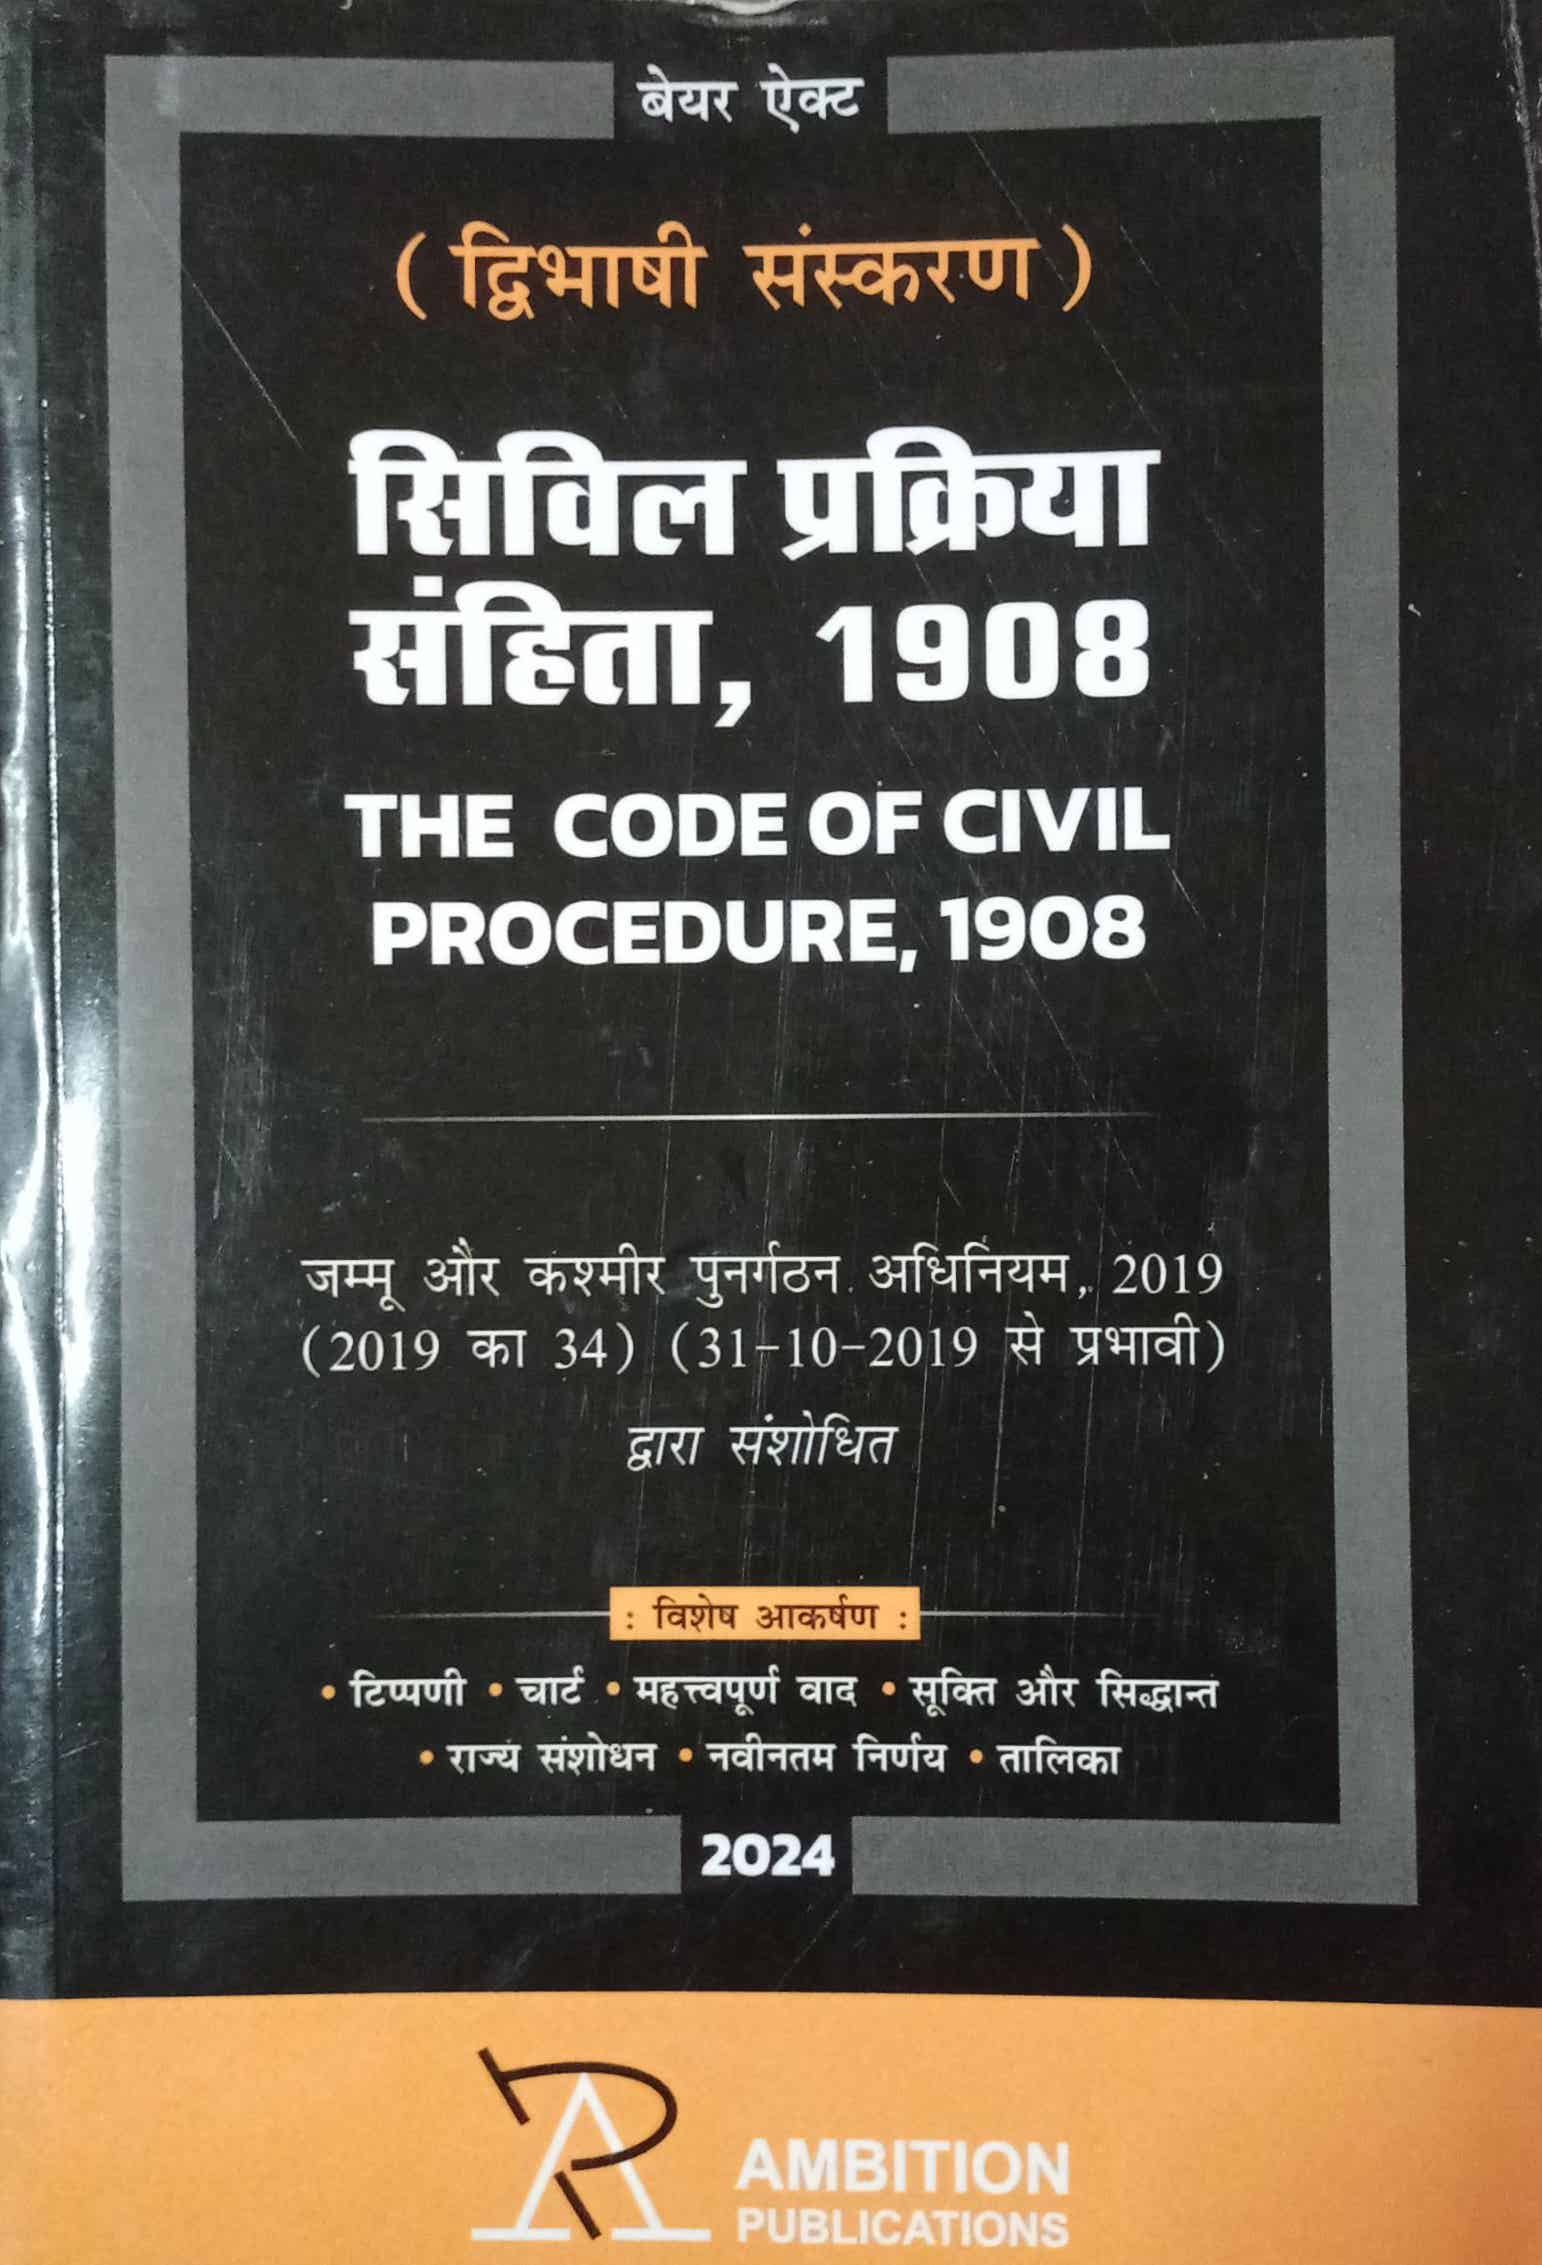 बेयर ऐक्ट
( द्विभाषी संस्करण )
सिविल प्रक्रिया
संहिता, 1908
THE CODE OF CIVIL
PROCEDURE, 1908
जम्मू और कश्मीर पुनर्गठन अधिनियम, 2019
(2019 का 34) (31-10-2019 से प्रभावी)
द्वारा संशोधित
: विशेष आकर्षण :
• टिप्पणी • चार्ट • महत्त्वपूर्ण वाद • सूक्ति और सिद्धान्त
• राज्य संशोधन • नवीनतम निर्णय • तालिका
2024
AMBITION
PUBLICATIONS